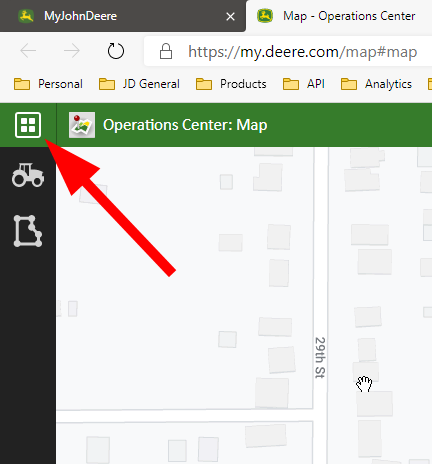 MyJohnDeere
Map - Operations Center
https://my.deere.com/map#map
Personal JD General Products API Analytics
Operations Center: Map
29th St